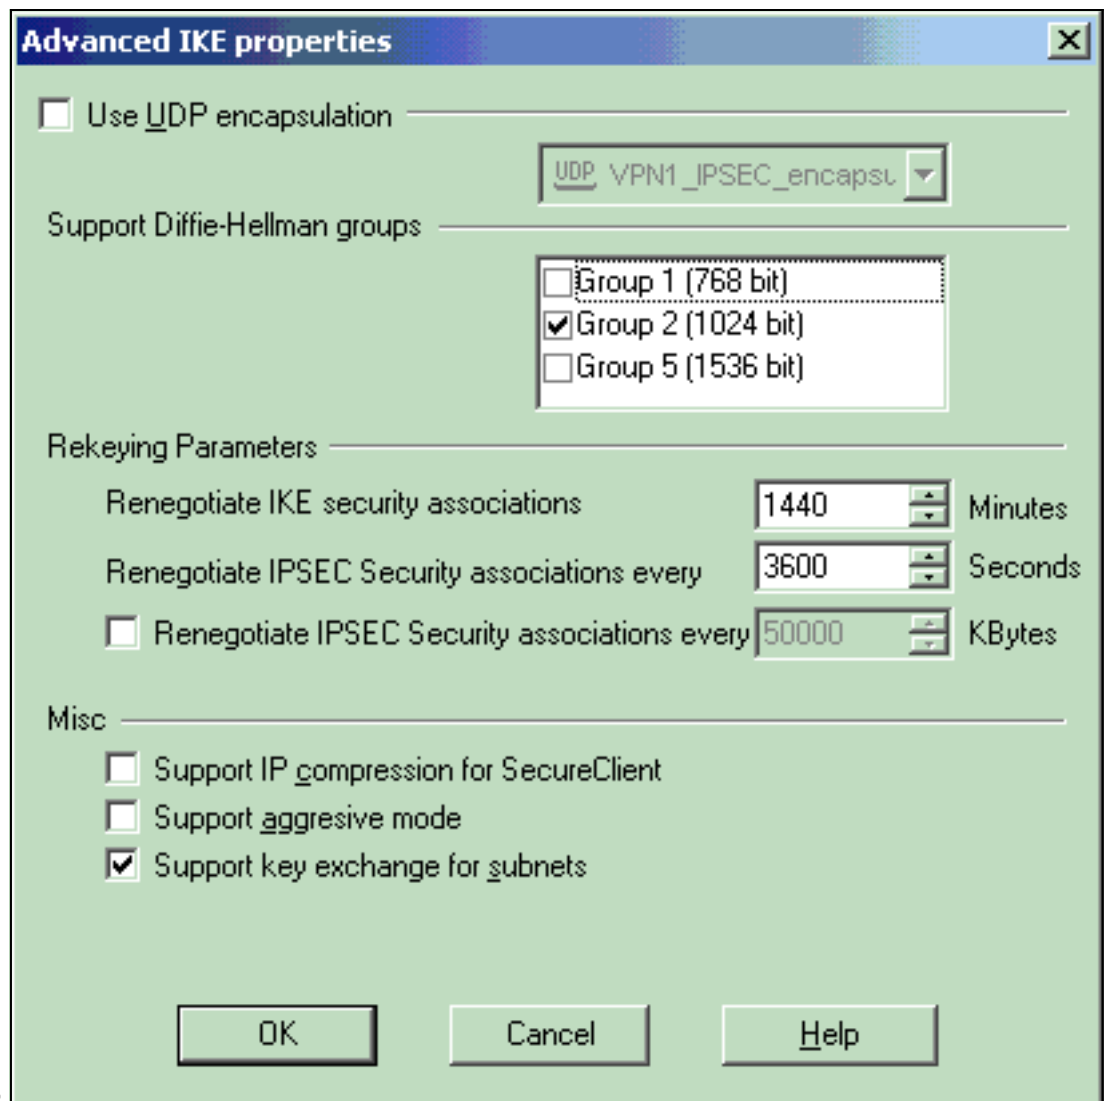 Advanced IKE properties
Use UDP encapsulation
UDP VPN1_IPSEC_encapsu
Support Diffie-Hellman groups
Group 1 (768 bit)
Group 2 (1024 bit)
Group 5 (1536 bit)
Rekeying Parameters
Renegotiate IKE security associations 1440 Minutes
Renegotiate IPSEC Security associations every 3600 Seconds
Renegotiate IPSEC Security associations every 50000 KBytes
Misc
Support IP compression for SecureClient
Support aggresive mode
Support key exchange for subnets
OK Cancel Help